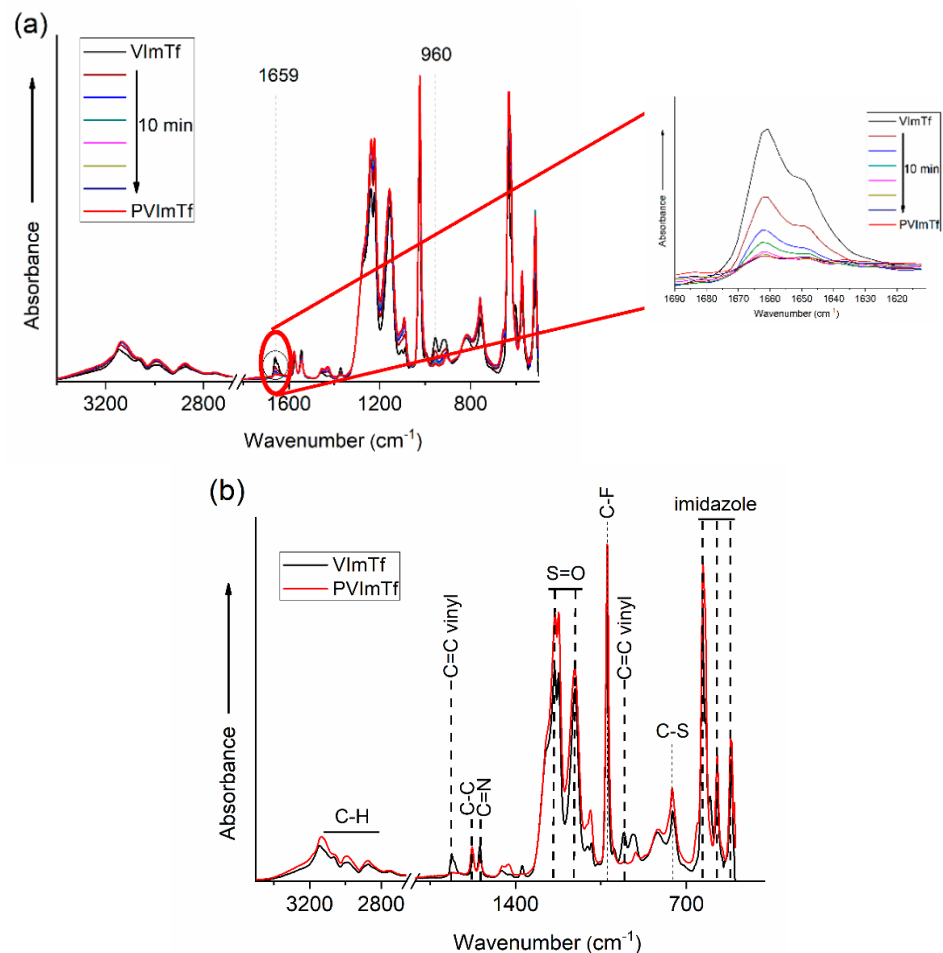 (a)
VImTf
10 min
PVImTf
1659
960
Absorbance
3200
2800
1600
1200
800
Wavenumber (cm⁻¹)
VImTf
10 min
PVImTf
Absorbance
1690
1680
1670
1660
1650
1640
1630
1620
Wavenumber (cm⁻¹)
(b)
VImTf
PVImTf
C-H
C=C vinyl
C-C
C=N
S=O
C-F
C=C vinyl
C-S
imidazole
Absorbance
3200
2800
1400
700
Wavenumber (cm⁻¹)